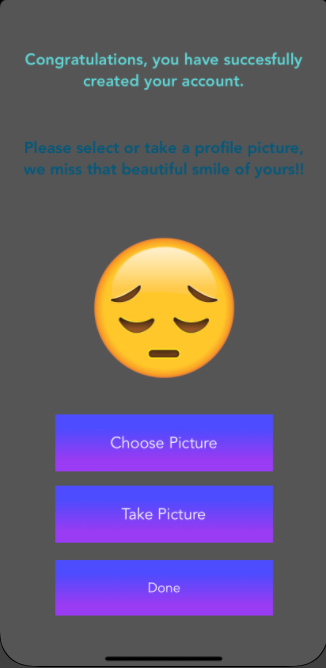 Congratulations, you have succesfully
created your account.
Please select or take a profile picture,
we miss that beautiful smile of yours!!
Choose Picture
Take Picture
Done